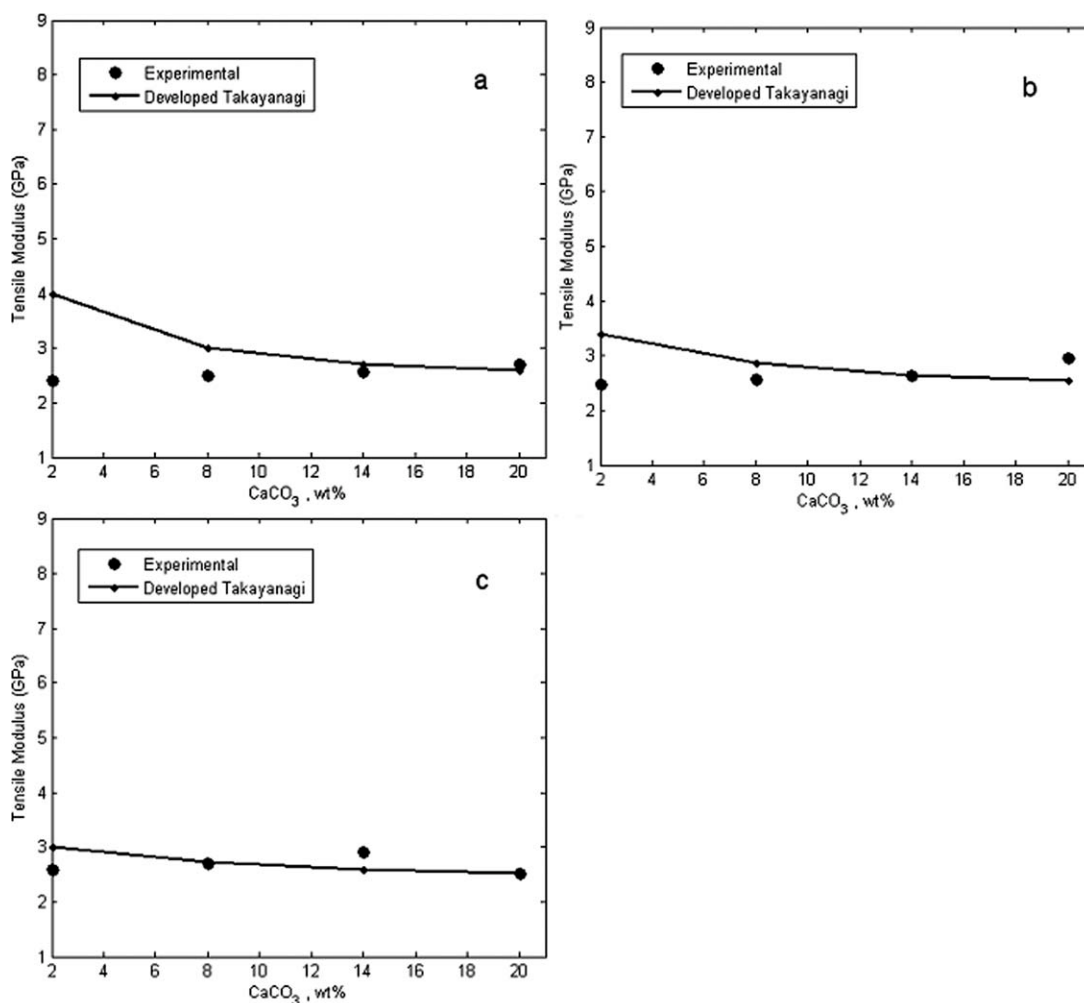 9
8
7
6
5
4
3
2
1
Tensile Modulus (GPa)
Experimental
Developed Takayanagi
a
2 4 6 8 10 12 14 16 18 20
CaCO3 , wt%
9
8
7
6
5
4
3
2
1
Tensile Modulus (GPa)
Experimental
Developed Takayanagi
b
2 4 6 8 10 12 14 16 18 20
CaCO3 , wt%
9
8
7
6
5
4
3
2
1
Tensile Modulus (GPa)
Experimental
Developed Takayanagi
c
2 4 6 8 10 12 14 16 18 20
CaCO3 , wt%